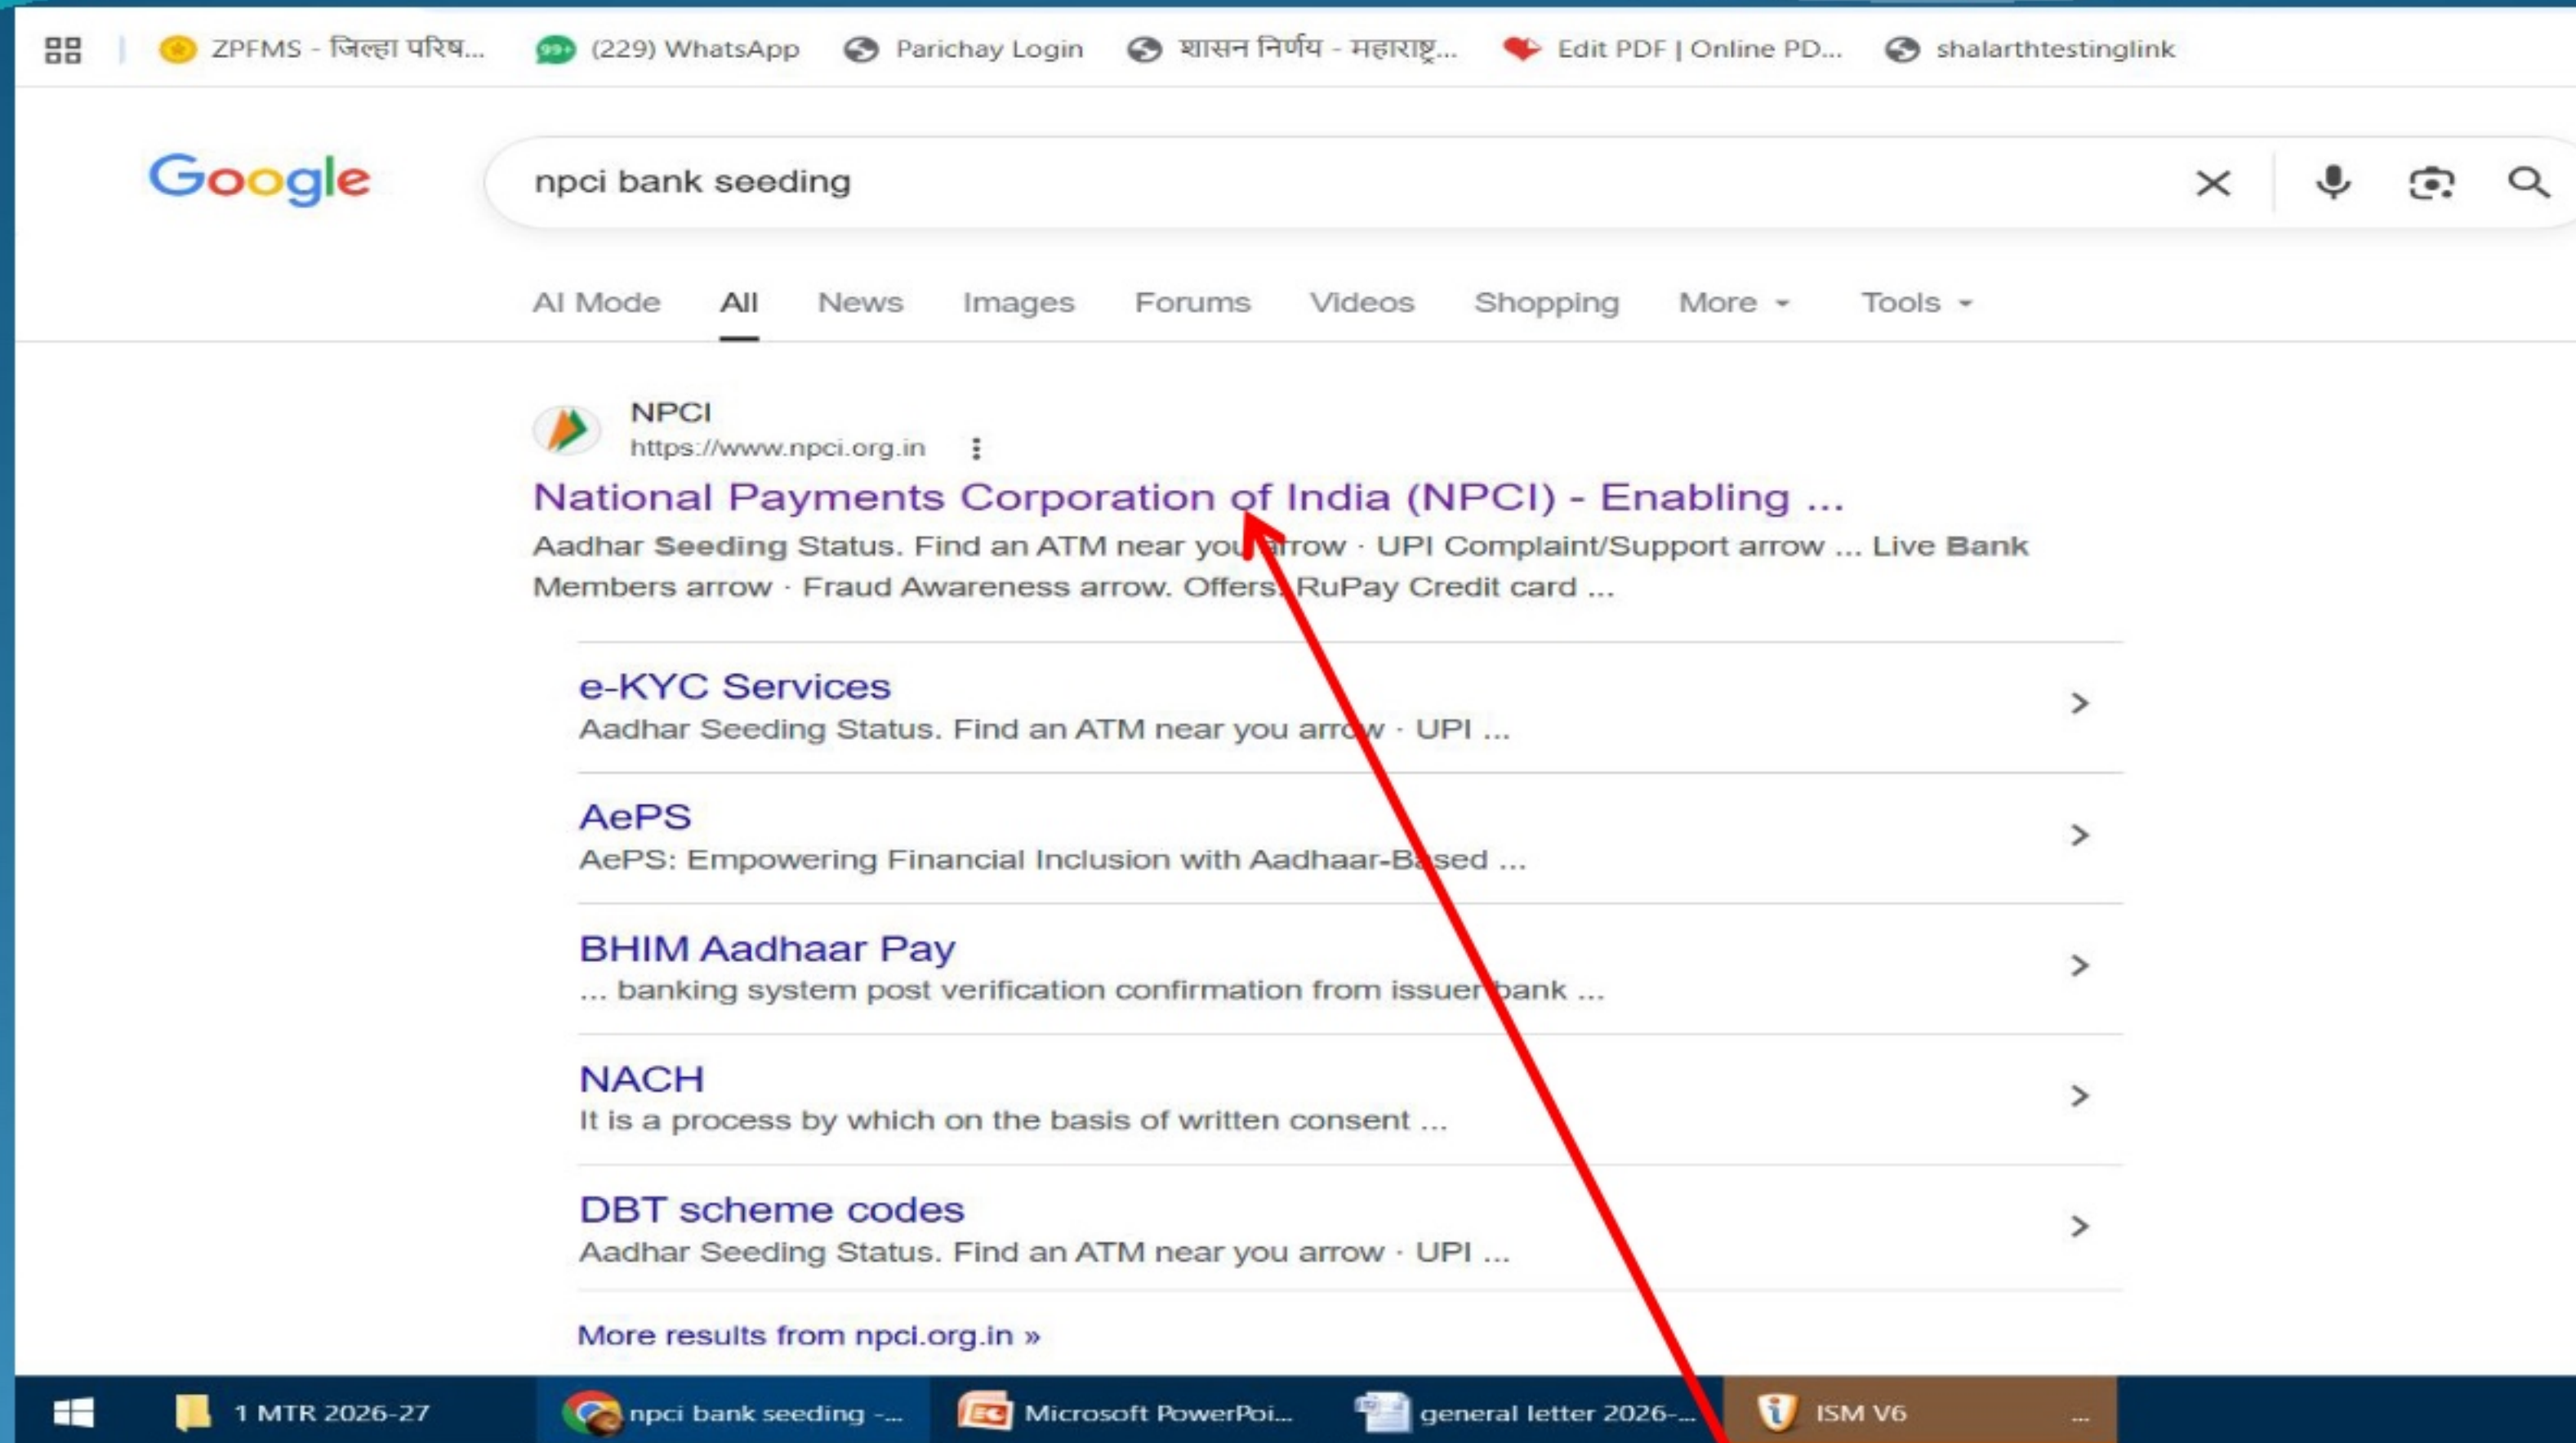 ZPFMS - जिल्हा परिष... 99+ (229) WhatsApp Parichay Login शासन निर्णय - महाराष्ट्र... Edit PDF | Online PD... shalarthtestinglink
Google npci bank seeding
AI Mode All News Images Forums Videos Shopping More Tools
NPCI
https://www.npci.org.in
National Payments Corporation of India (NPCI) - Enabling ...
Aadhar Seeding Status. Find an ATM near you arrow · UPI Complaint/Support arrow ... Live Bank
Members arrow · Fraud Awareness arrow. Offers. RuPay Credit card ...
e-KYC Services
Aadhar Seeding Status. Find an ATM near you arrow · UPI ...
AePS
AePS: Empowering Financial Inclusion with Aadhaar-Based ...
BHIM Aadhaar Pay
... banking system post verification confirmation from issuer bank ...
NACH
It is a process by which on the basis of written consent ...
DBT scheme codes
Aadhar Seeding Status. Find an ATM near you arrow · UPI ...
More results from npci.org.in »
1 MTR 2026-27 npci bank seeding -... Microsoft PowerPoi... general letter 2026-... ISM V6 ...